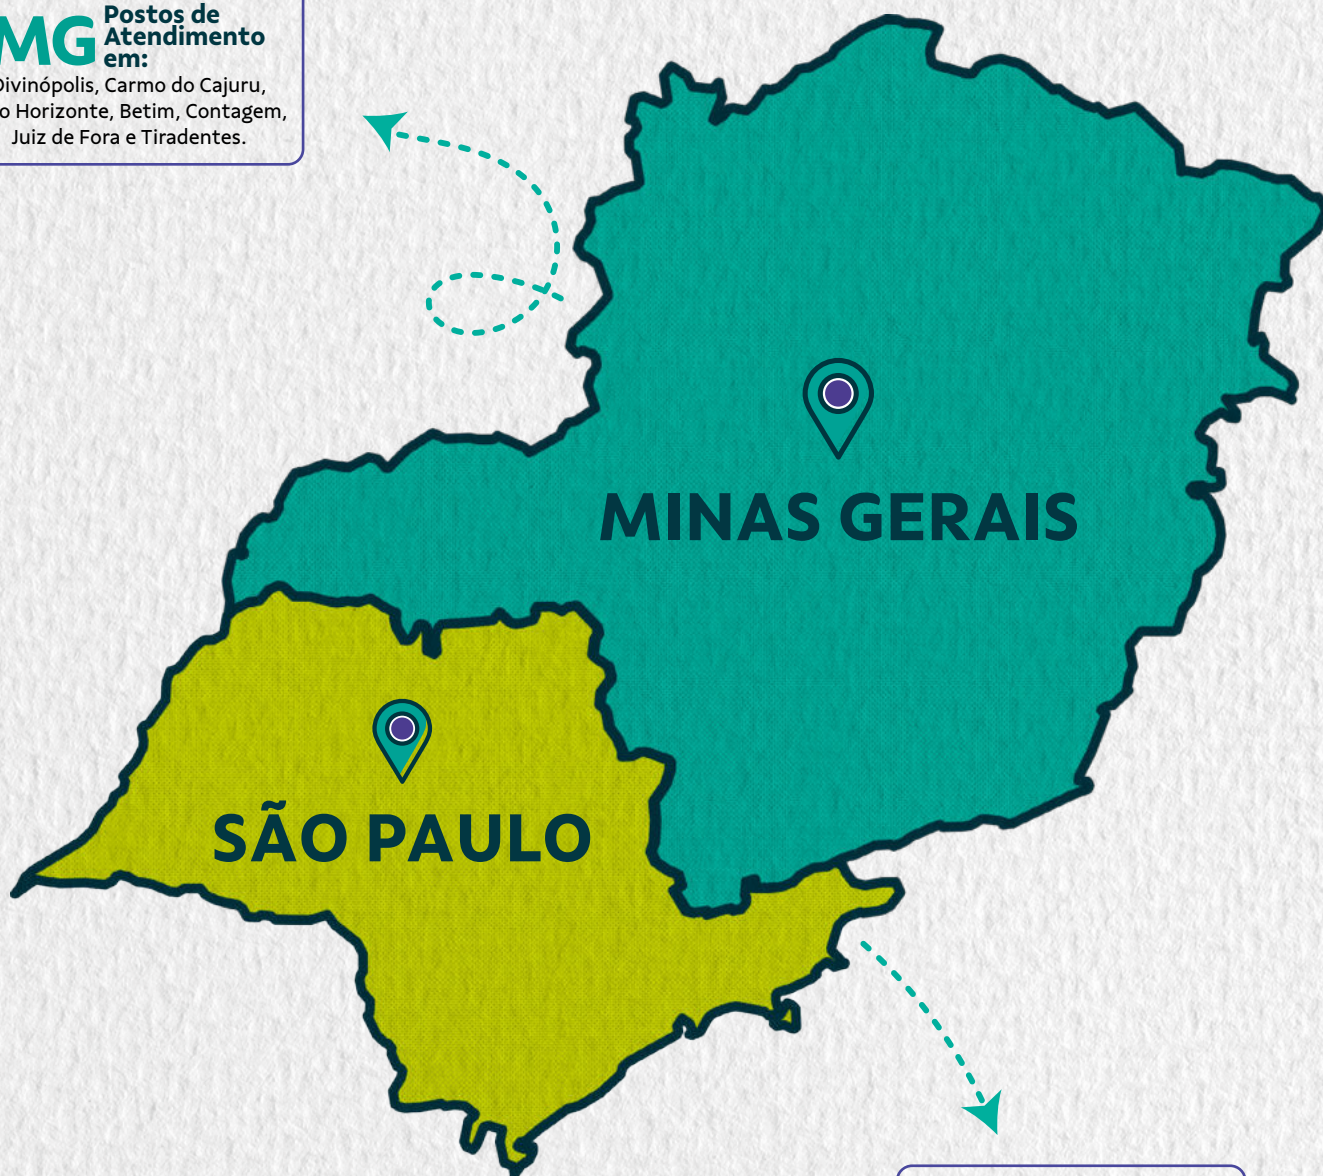 MG Postos de
Atendimento
em:
Divinópolis, Carmo do Cajuru,
Horizonte, Betim, Contagem,
Juiz de Fora e Tiradentes.
MINAS GERAIS
SÃO PAULO